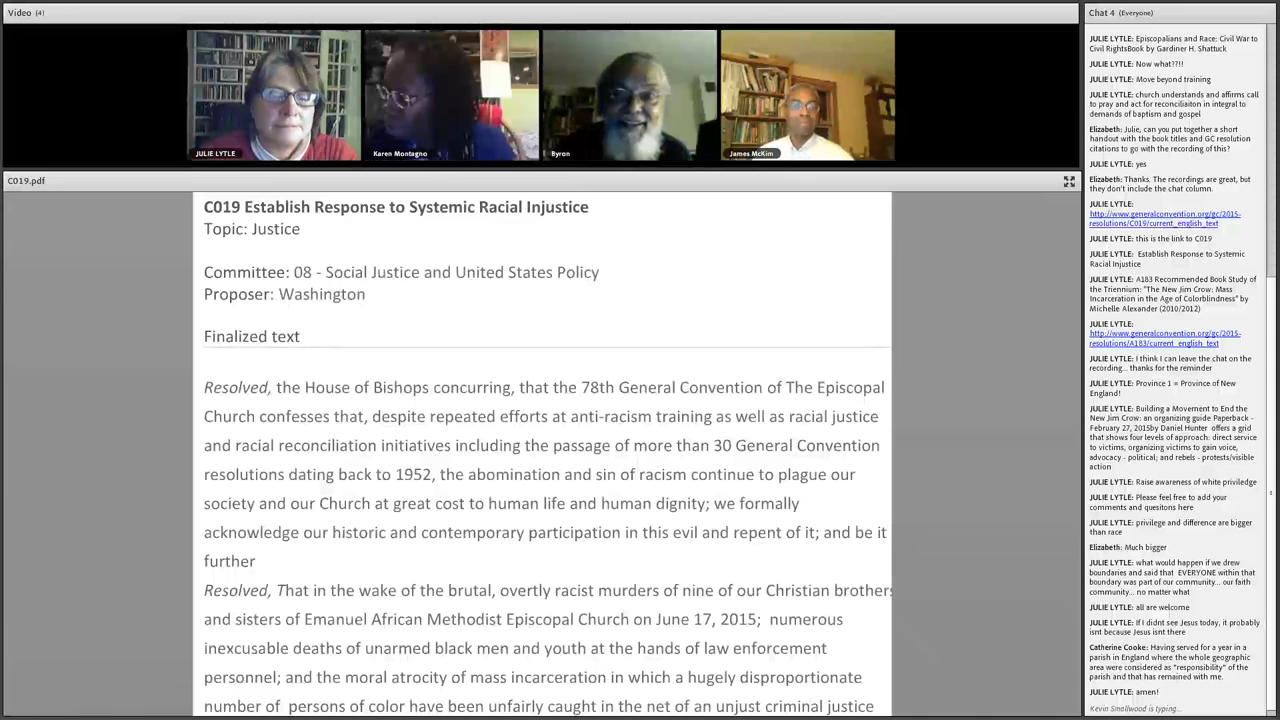 Video (4)
JULIE LYTLE
Karen Montagno
Byron
James McKim
C019.pdf
C019 Establish Response to Systemic Racial Injustice
Topic: Justice
Committee: 08 - Social Justice and United States Policy
Proposer: Washington
Finalized text
Resolved, the House of Bishops concurring, that the 78th General Convention of The Episcopal
Church confesses that, despite repeated efforts at anti-racism training as well as racial justice
and racial reconciliation initiatives including the passage of more than 30 General Convention
resolutions dating back to 1952, the abomination and sin of racism continue to plague our
society and our Church at great cost to human life and human dignity; we formally
acknowledge our historic and contemporary participation in this evil and repent of it; and be it
further
Resolved, That in the wake of the brutal, overtly racist murders of nine of our Christian brothers
and sisters of Emanuel African Methodist Episcopal Church on June 17, 2015;  numerous
inexcusable deaths of unarmed black men and youth at the hands of law enforcement
personnel; and the moral atrocity of mass incarceration in which a hugely disproportionate
number of  persons of color have been unfairly caught in the net of an unjust criminal justice
Chat 4 (Everyone)
JULIE LYTLE: Episcopalians and Race: Civil War to
Civil RightsBook by Gardiner H. Shattuck
JULIE LYTLE: Now what??!!
JULIE LYTLE: Move beyond training
JULIE LYTLE: church understands and affirms call
to pray and act for reconciliaiton in integral to
demands of baptism and gospel
Elizabeth: Julie, can you put together a short
handout with the book titles and GC resolution
citations to go with the recording of this?
JULIE LYTLE: yes
Elizabeth: Thanks. The recordings are great, but
they don't include the chat column.
JULIE LYTLE:
http://www.generalconvention.org/gc/2015-
resolutions/C019/current_english_text
JULIE LYTLE: this is the link to C019
JULIE LYTLE:  Establish Response to Systemic
Racial Injustice
JULIE LYTLE: A183 Recommended Book Study of
the Triennium: "The New Jim Crow: Mass
Incarceration in the Age of Colorblindness" by
Michelle Alexander (2010/2012)
JULIE LYTLE:
http://www.generalconvention.org/gc/2015-
resolutions/A183/current_english_text
JULIE LYTLE: I think I can leave the chat on the
recording... thanks for the reminder
JULIE LYTLE: Province 1 = Province of New
England!
JULIE LYTLE: Building a Movement to End the
New Jim Crow: an organizing guide Paperback -
February 27, 2015by Daniel Hunter  offers a grid
that shows four levels of approach: direct service
to victims, organizing victims to gain voice,
advocacy - political; and rebels - protests/visible
action
JULIE LYTLE: Raise awareness of white priviledge
JULIE LYTLE: Please feel free to add your
comments and quesitons here
JULIE LYTLE: privilege and difference are bigger
than race
Elizabeth: Much bigger
JULIE LYTLE: what would happen if we drew
boundaries and said that  EVERYONE within that
boundary was part of our community... our faith
community... no matter what
JULIE LYTLE: all are welcome
JULIE LYTLE: If I didnt see Jesus today, it probably
isnt because Jesus isnt there
Catherine Cooke: Having served for a year in a
parish in England where the whole geographic
area were considered as "responsibility" of the
parish and that has remained with me.
JULIE LYTLE: amen!
Kevin Smallwood is typing...